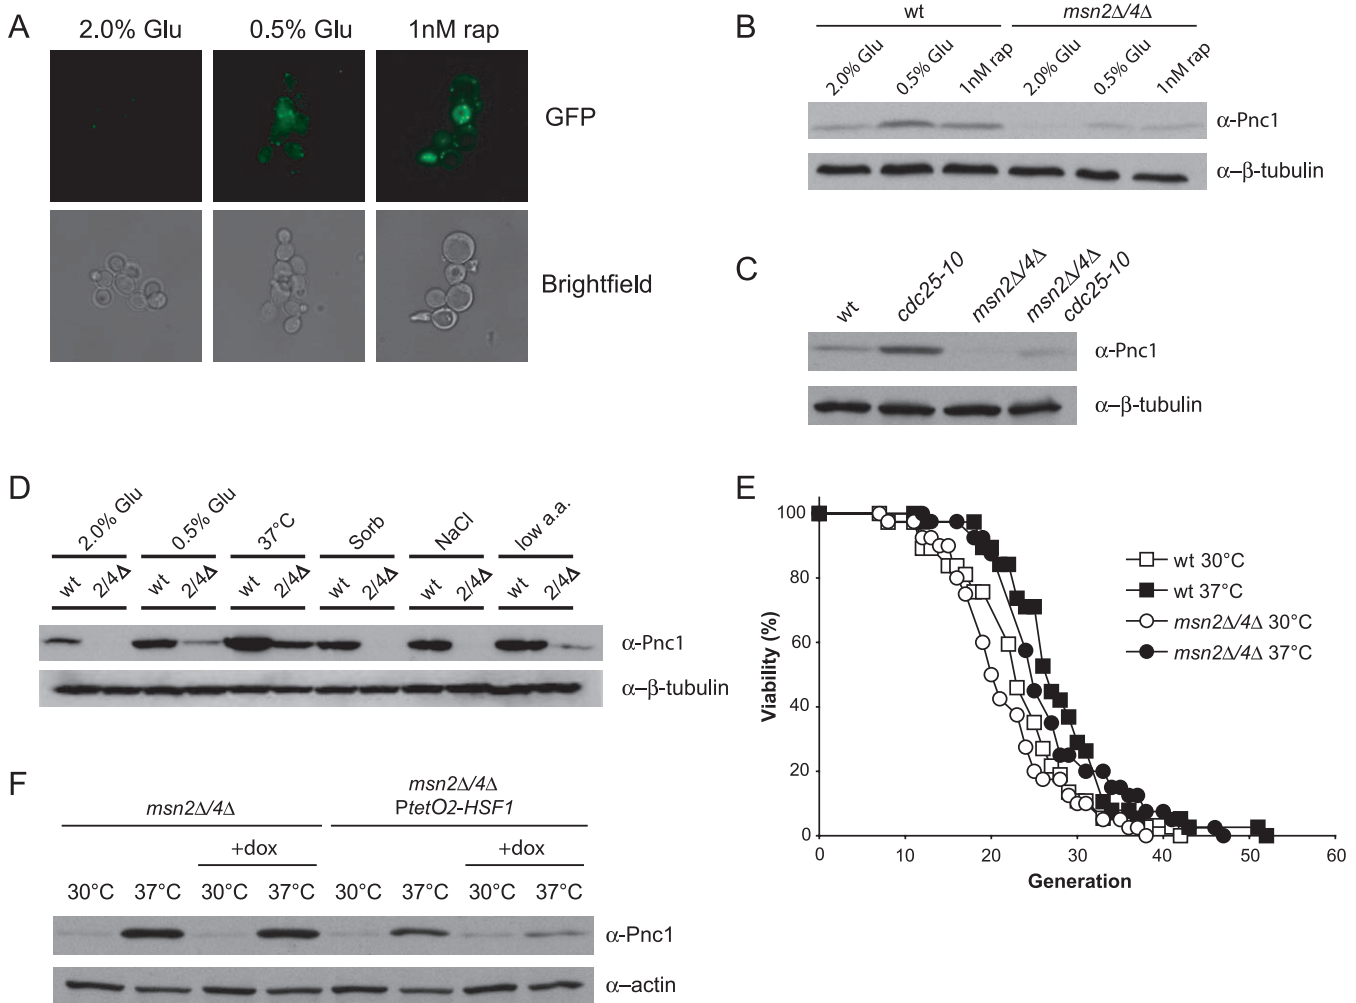 A
2.0% Glu 0.5% Glu 1nM rap
GFP
Brightfield
B
wt msn2Δ/4Δ
2.0% Glu 0.5% Glu 1nM rap 2.0% Glu 0.5% Glu 1nM rap
α-Pnc1
α–β-tubulin
C
wt cdc25-10 msn2Δ/4Δ msn2Δ/4Δ cdc25-10
α-Pnc1
α–β-tubulin
D
2.0% Glu 0.5% Glu 37°C Sorb NaCl low a.a.
wt 2/4Δ wt 2/4Δ wt 2/4Δ wt 2/4Δ wt 2/4Δ wt 2/4Δ
α-Pnc1
α–β-tubulin
E
Viability (%)
100
80
60
40
20
0
0 10 20 30 40 50 60
Generation
wt 30°C
wt 37°C
msn2Δ/4Δ 30°C
msn2Δ/4Δ 37°C
F
msn2Δ/4Δ
msn2Δ/4Δ
PtetO2-HSF1
+dox +dox
30°C 37°C 30°C 37°C 30°C 37°C 30°C 37°C
α-Pnc1
α–actin